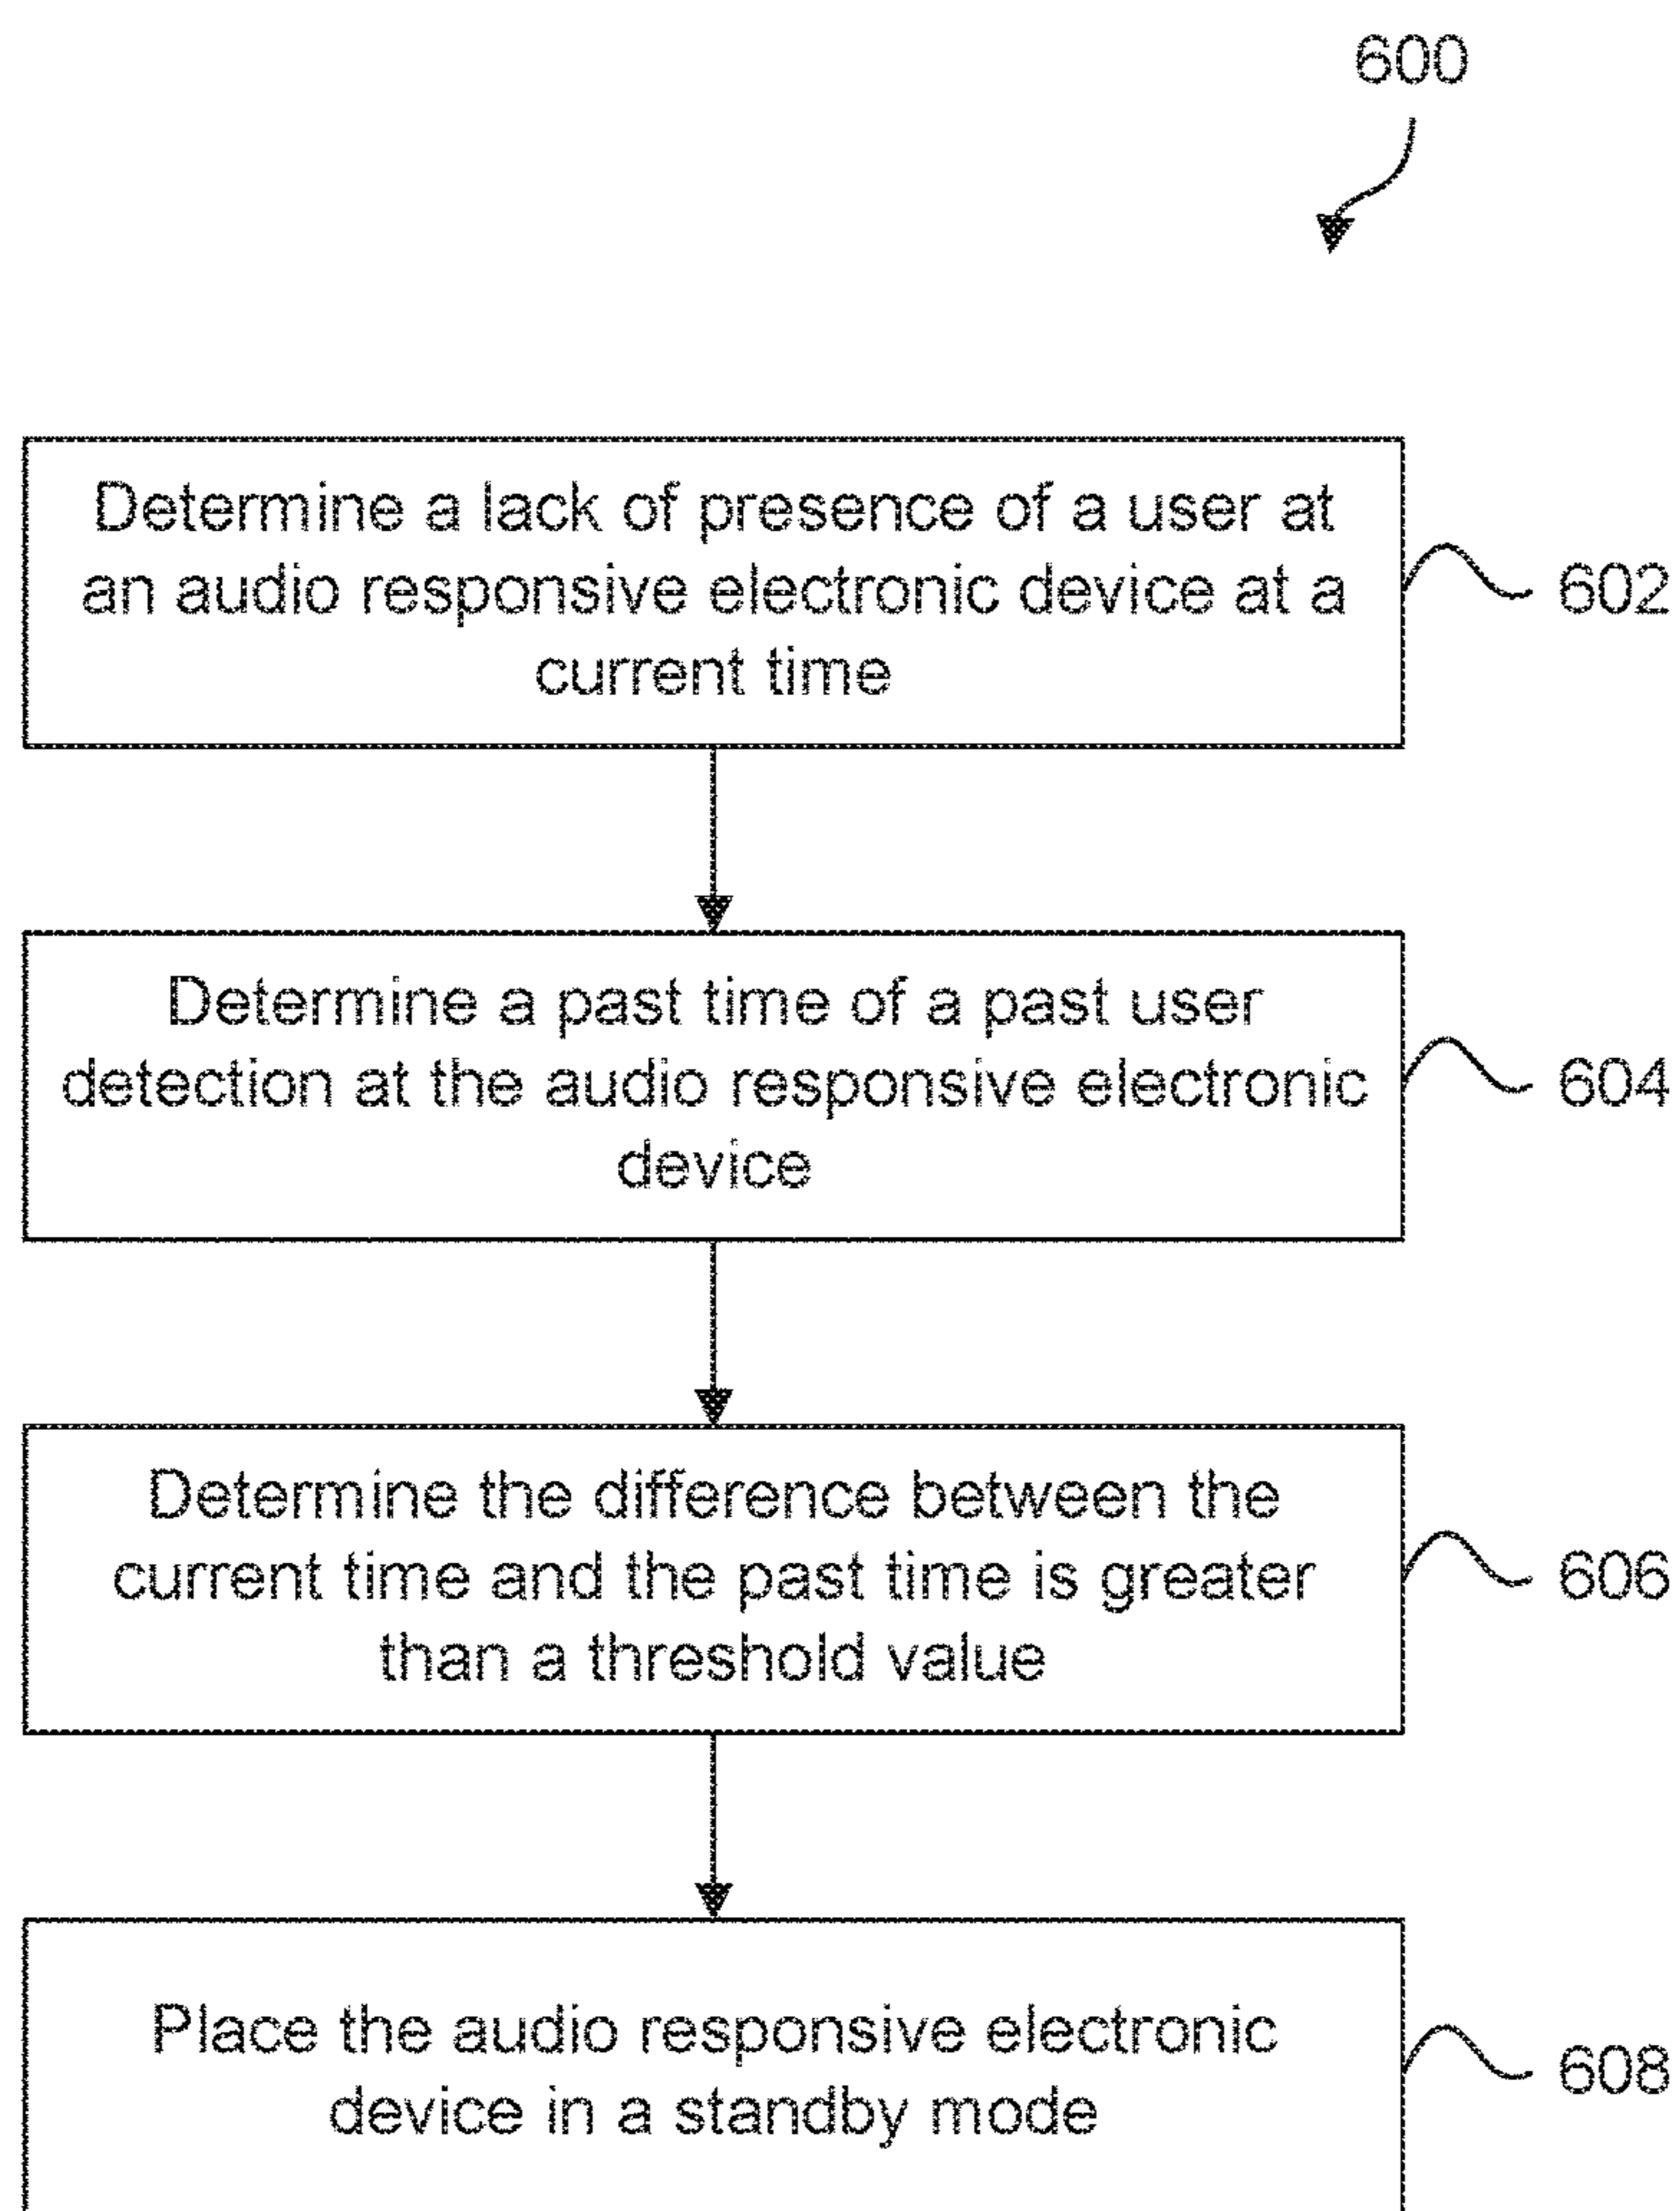 600
Determine a lack of presence of a user at
an audio responsive electronic device at a
current time
602
Determine a past time of a past user
detection at the audio responsive electronic
device
604
Determine the difference between the
current time and the past time is greater
than a threshold value
606
Place the audio responsive electronic
device in a standby mode
608